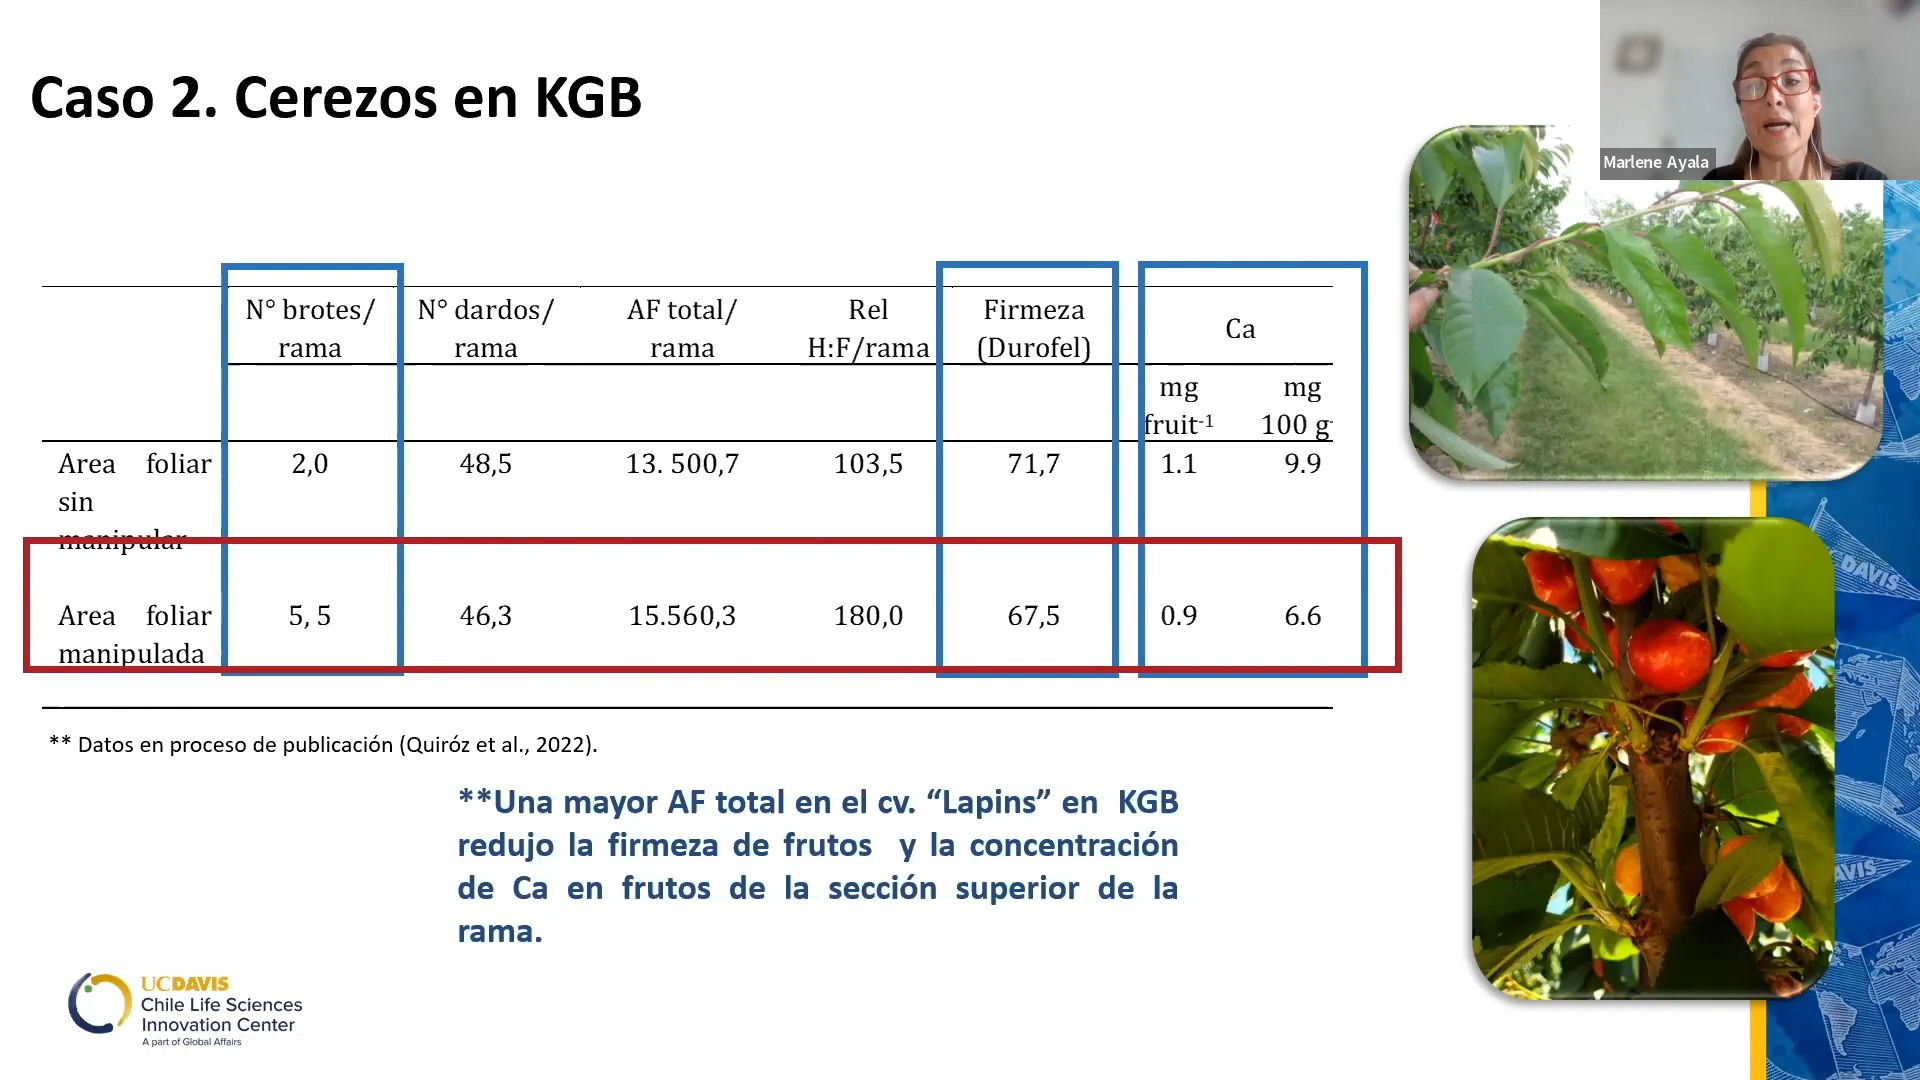 Caso 2. Cerezos en KGB
Marlene Ayala
N° brotes/ rama
N° dardos/ rama
AF total/ rama
Rel H:F/rama
Firmeza (Durofel)
Ca
mg fruit-1
mg 100 g-
Area foliar sin manipular
2,0
48,5
13. 500,7
103,5
71,7
1.1
9.9
Area foliar manipulada
5, 5
46,3
15.560,3
180,0
67,5
0.9
6.6
** Datos en proceso de publicación (Quiróz et al., 2022).
**Una mayor AF total en el cv. “Lapins” en KGB
redujo la firmeza de frutos y la concentración
de Ca en frutos de la sección superior de la
rama.
UCDAVIS
Chile Life Sciences
Innovation Center
A part of Global Affairs
DAVIS
AVIS